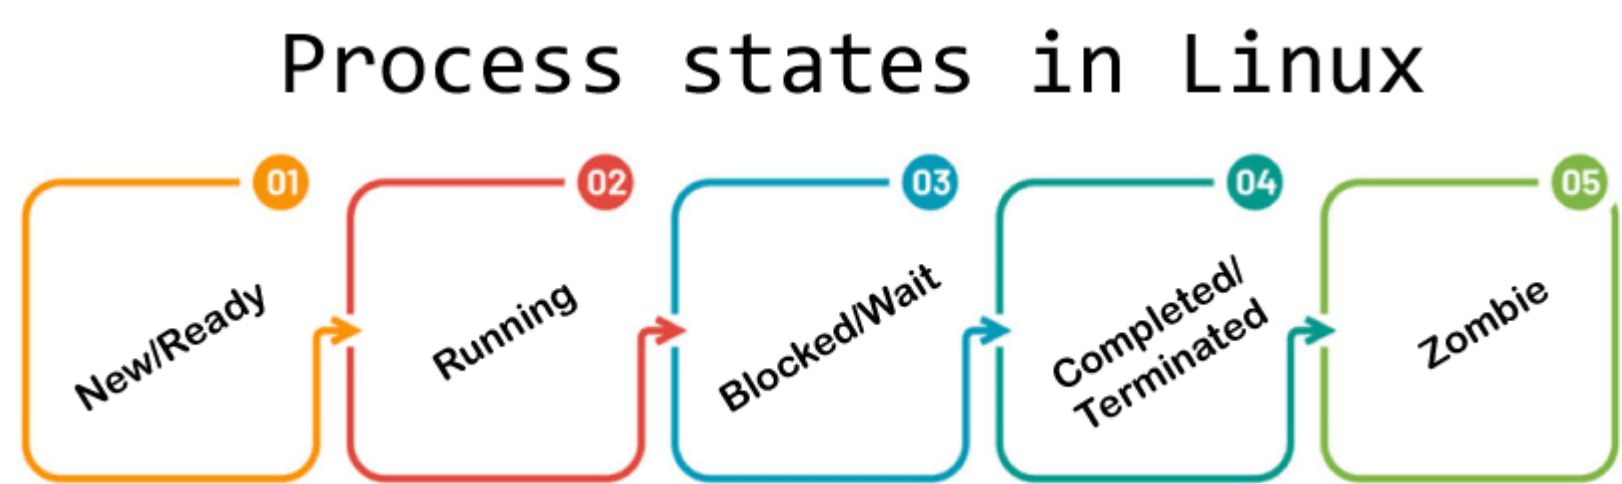 Process states in Linux
01
New/Ready
02
Running
03
Blocked/Wait
04
Completed/
Terminated
05
Zombie